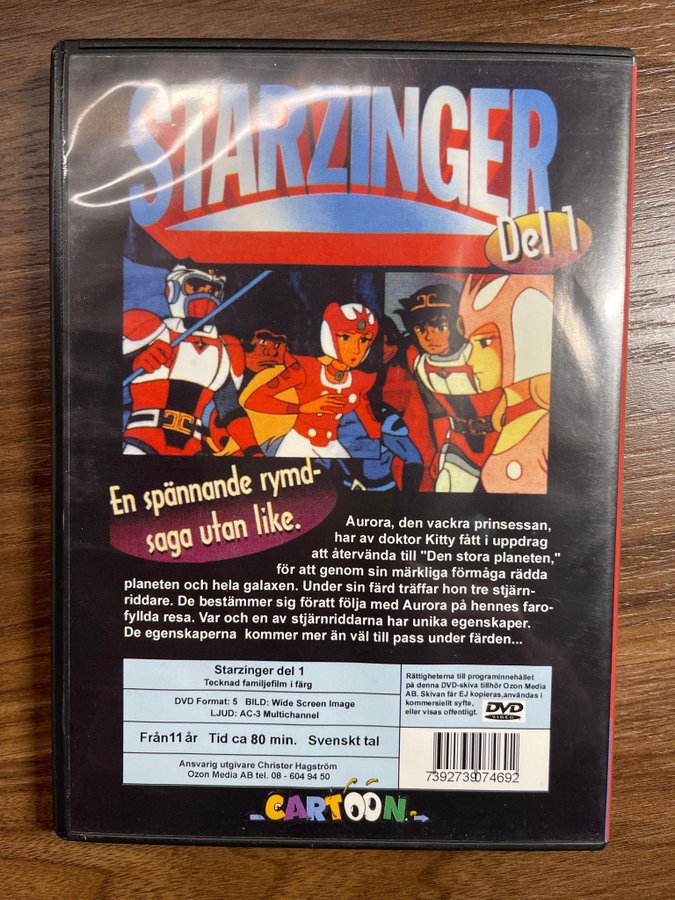 STARZINGER
Del 1
En spännande rymd-
saga utan like.
Aurora, den vackra prinsessan,
har av doktor Kitty fått i uppdrag
att återvända till "Den stora planeten,"
för att genom sin märkliga förmåga rädda
planeten och hela galaxen. Under sin färd träffar hon tre stjärn-
riddare. De bestämmer sig föratt följa med Aurora på hennes faro-
fyllda resa. Var och en av stjärnriddarna har unika egenskaper.
De egenskaperna kommer mer än väl till pass under färden...
Starzinger del 1
Tecknad familjefilm i färg
DVD Format: 5 BILD: Wide Screen Image
LJUD: AC-3 Multichannel
Från 11 år Tid ca 80 min. Svenskt tal
Ansvarig utgivare Christer Hagström
Ozon Media AB tel. 08 - 604 94 50
Rättigheterna till programinnehållet
på denna DVD-skiva tillhör Ozon Media
AB. Skivan får EJ kopieras,användas i
kommersiellt syfte,
eller visas offentligt.
DVD
VIDEO
7392739074692
CARTOON